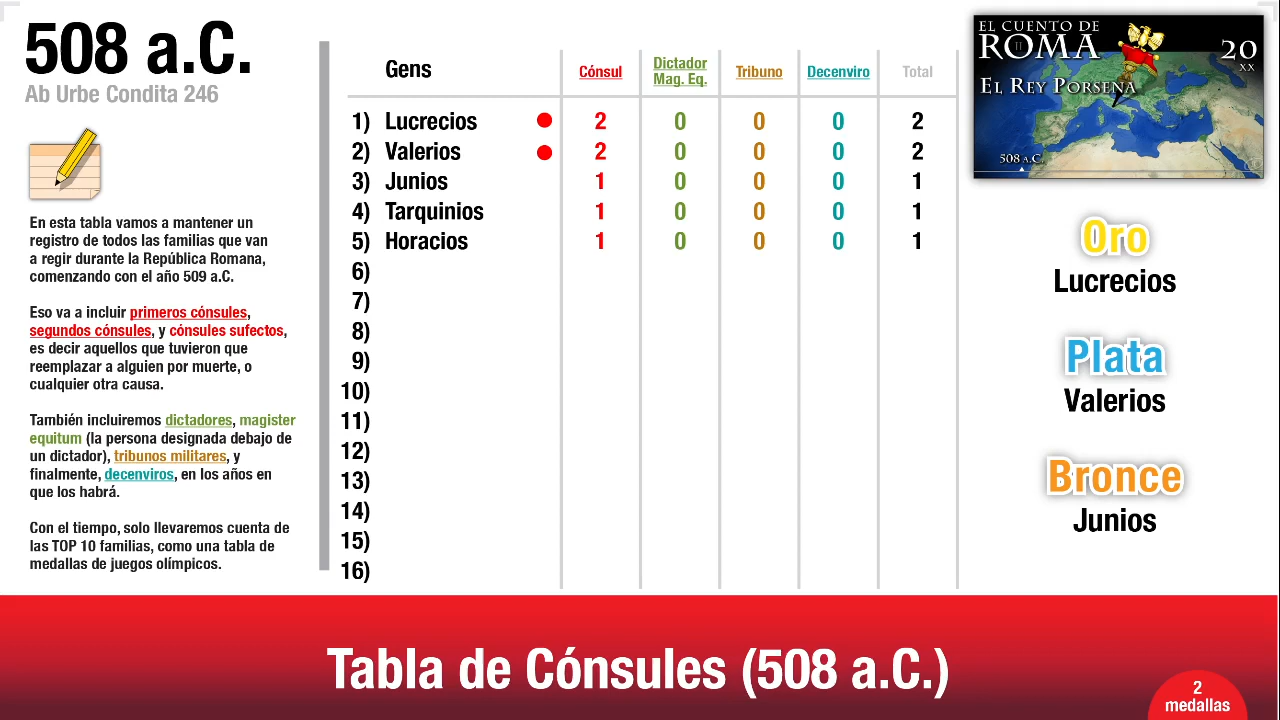 508 a.C.
Ab Urbe Condita 246
En esta tabla vamos a mantener un
registro de todos las familias que van
a regir durante la República Romana,
comenzando con el año 509 a.C.
Eso va a incluir primeros cónsules,
segundos cónsules, y cónsules sufectos,
es decir aquellos que tuvieron que
reemplazar a alguien por muerte, o
cualquier otra causa.
También incluiremos dictadores, magister
equitum (la persona designada debajo de
un dictador), tribunos militares, y
finalmente, decenviros, en los años en
que los habrá.
Con el tiempo, solo llevaremos cuenta de
las TOP 10 familias, como una tabla de
medallas de juegos olímpicos.
Gens Cónsul Dictador Mag. Eq. Tribuno Decenviro Total
1) Lucrecios 2 0 0 0 2
2) Valerios 2 0 0 0 2
3) Junios 1 0 0 0 1
4) Tarquinios 1 0 0 0 1
5) Horacios 1 0 0 0 1
6)
7)
8)
9)
10)
11)
12)
13)
14)
15)
16)
EL CUENTO DE
ROMA
II
20
XX
EL REY PORSENA
508 A.C.
Oro
Lucrecios
Plata
Valerios
Bronce
Junios
Tabla de Cónsules (508 a.C.)
2
medallas